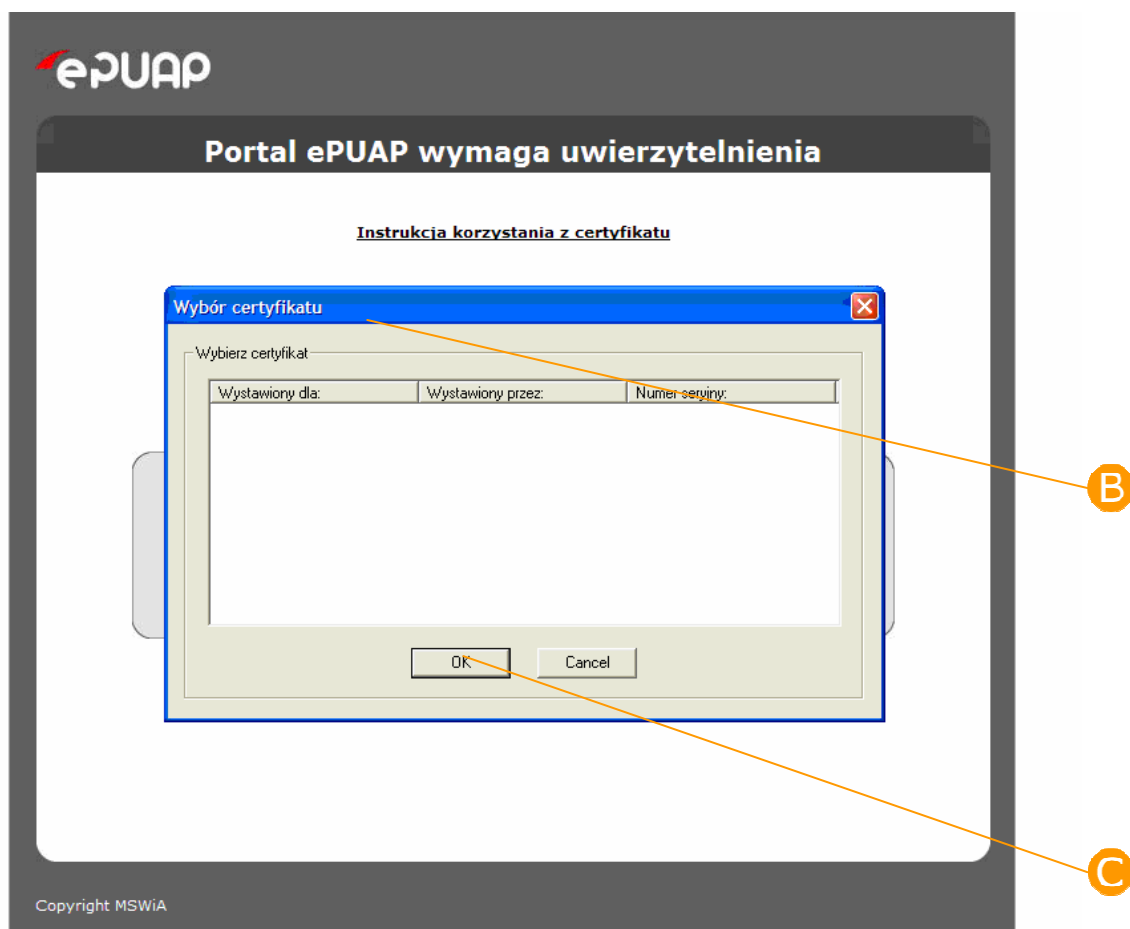 ePUAP
Portal ePUAP wymaga uwierzytelnienia
Instrukcja korzystania z certyfikatu
Wybór certyfikatu
Wybierz certyfikat
Wystawiony dla: Wystawiony przez: Numer seryjny:
B
OK Cancel
C
Copyright MSWiA